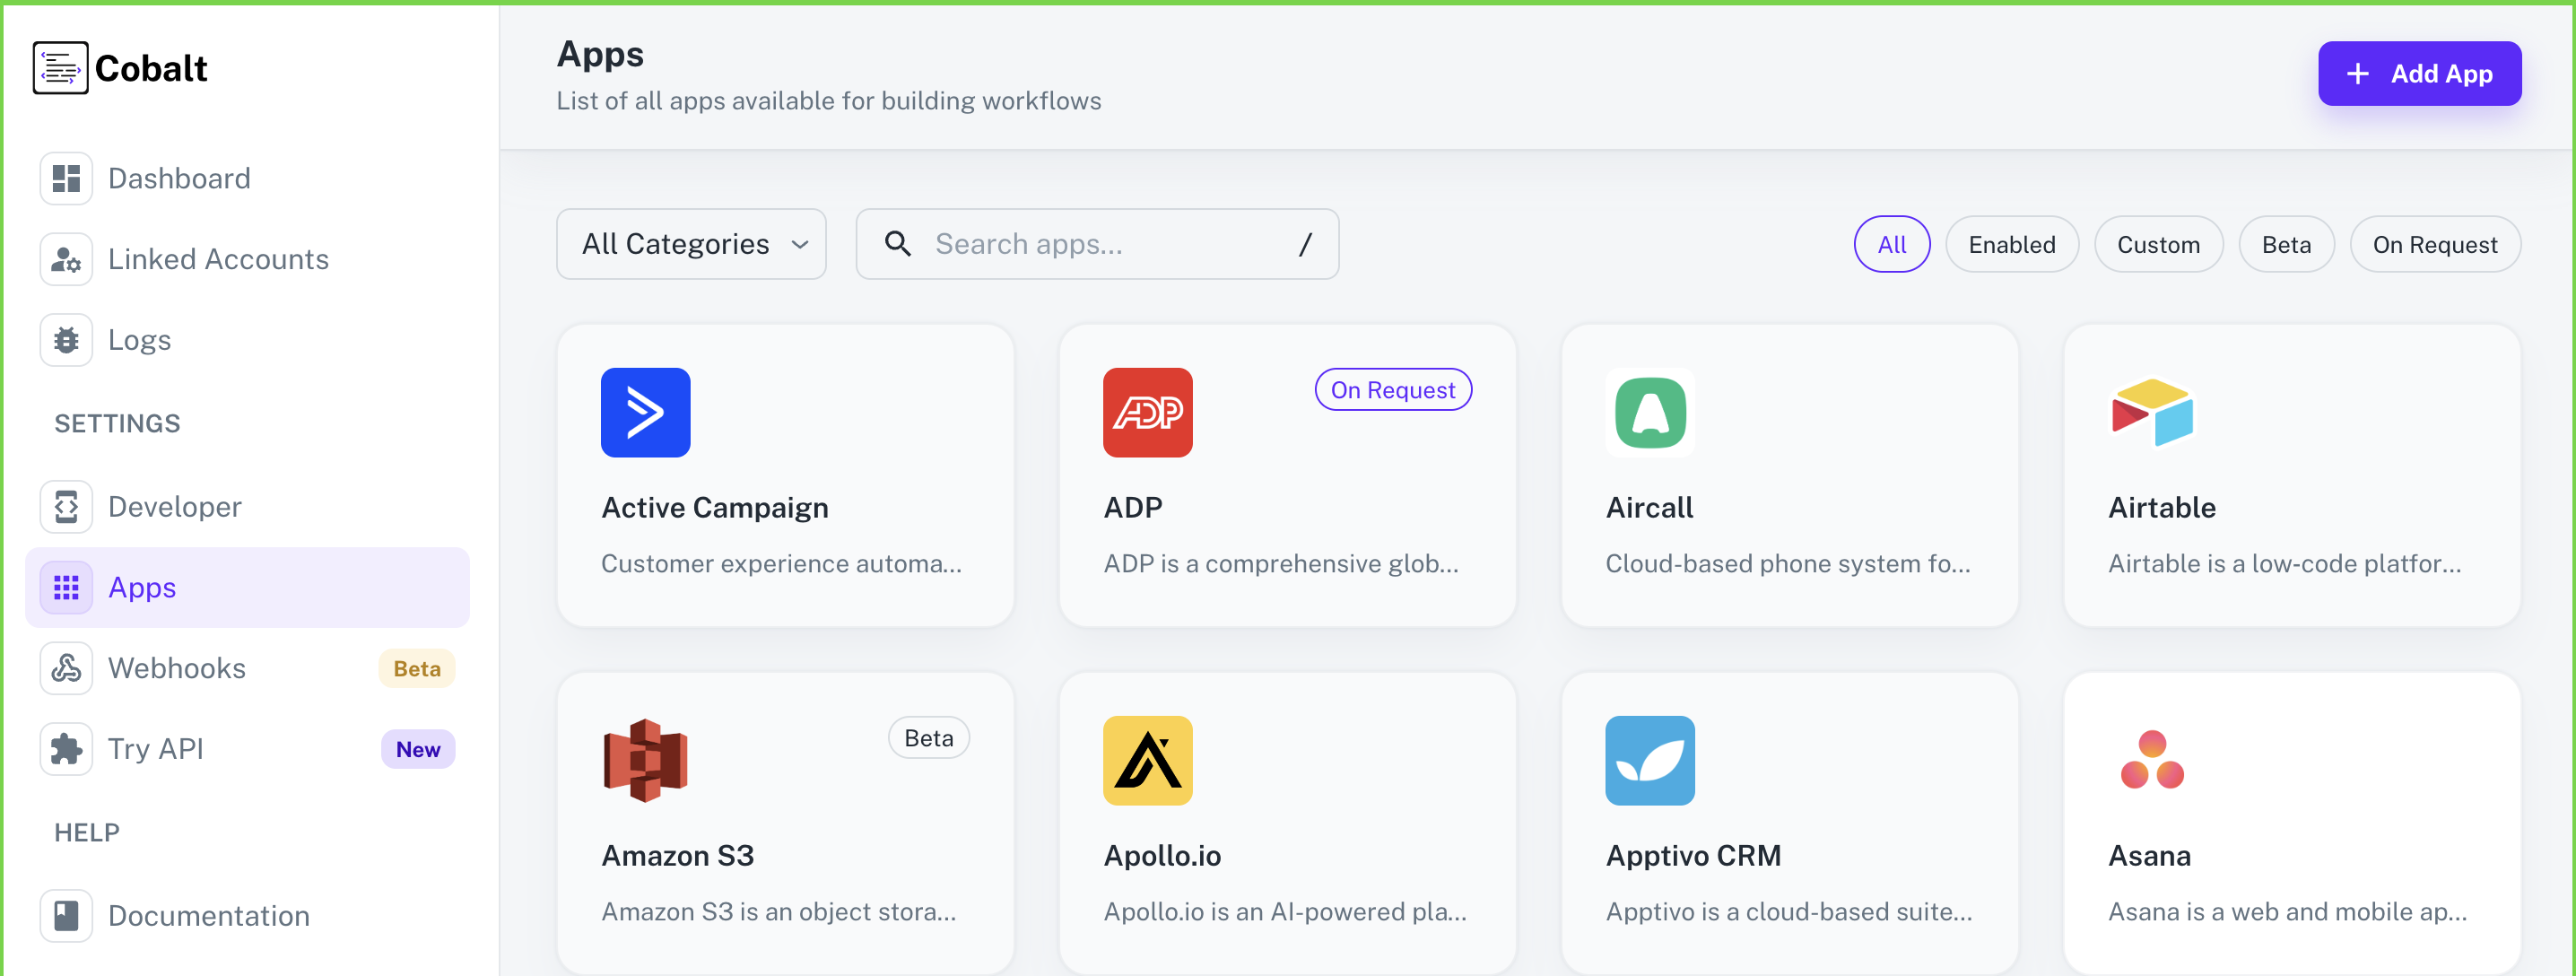 Cobalt
Dashboard
Linked Accounts
Logs
SETTINGS
Developer
Apps
Webhooks Beta
Try API New
HELP
Documentation
Apps
List of all apps available for building workflows
+ Add App
All Categories
Search apps... /
All Enabled Custom Beta On Request
ADP On Request
Active Campaign ADP Aircall Airtable
Customer experience automa... ADP is a comprehensive glob... Cloud-based phone system fo... Airtable is a low-code platfor...
Beta
Amazon S3 Apollo.io Apptivo CRM Asana
Amazon S3 is an object stora... Apollo.io is an AI-powered pla... Apptivo is a cloud-based suite... Asana is a web and mobile ap...